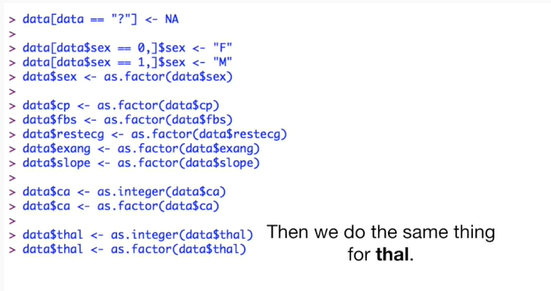 > data[data == "?"] <- NA
>
> data[data$sex == 0,]$sex <- "F"
> data[data$sex == 1,]$sex <- "M"
> data$sex <- as.factor(data$sex)
>
> data$cp <- as.factor(data$cp)
> data$fbs <- as.factor(data$fbs)
> data$restecg <- as.factor(data$restecg)
> data$exang <- as.factor(data$exang)
> data$slope <- as.factor(data$slope)
>
> data$ca <- as.integer(data$ca)
> data$ca <- as.factor(data$ca)
>
> data$thal <- as.integer(data$thal)
> data$thal <- as.factor(data$thal)
Then we do the same thing
for thal.